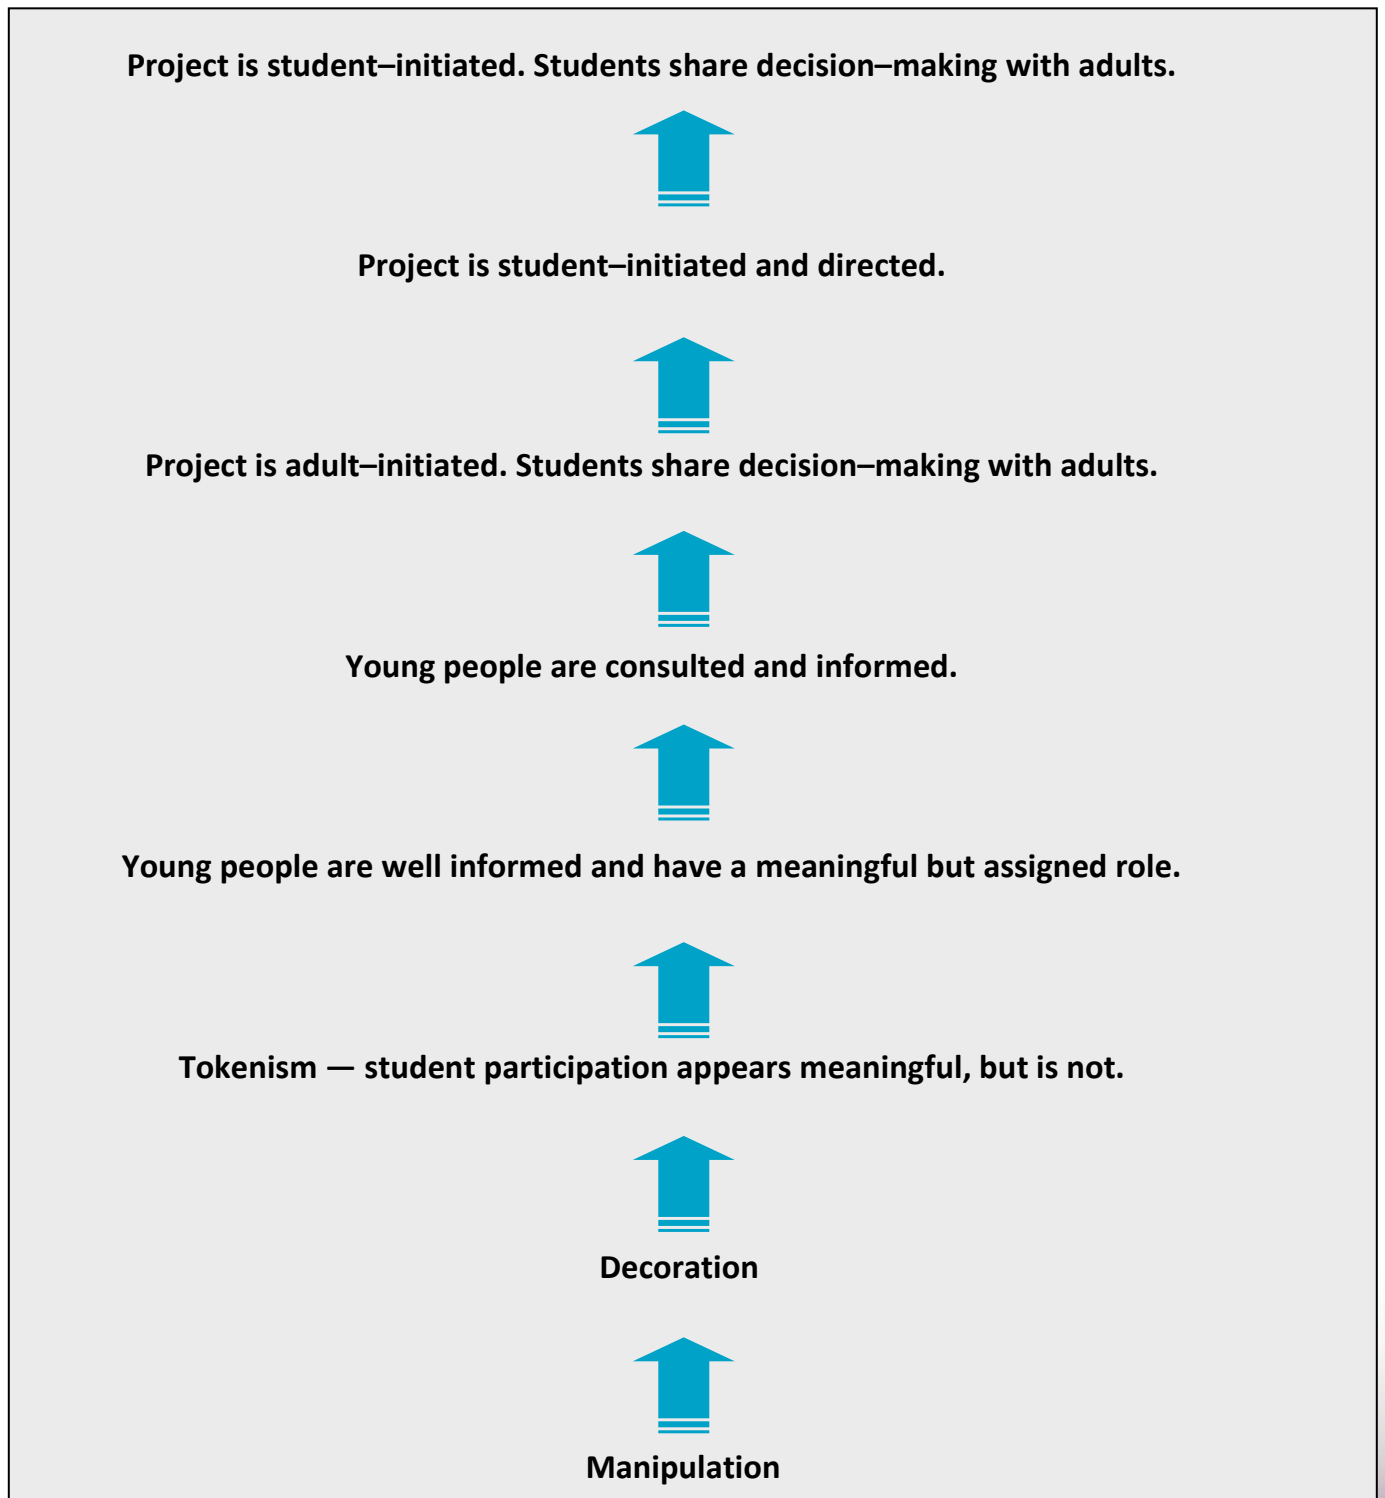 Project is student–initiated. Students share decision–making with adults.
Project is student–initiated and directed.
Project is adult–initiated. Students share decision–making with adults.
Young people are consulted and informed.
Young people are well informed and have a meaningful but assigned role.
Tokenism — student participation appears meaningful, but is not.
Decoration
Manipulation